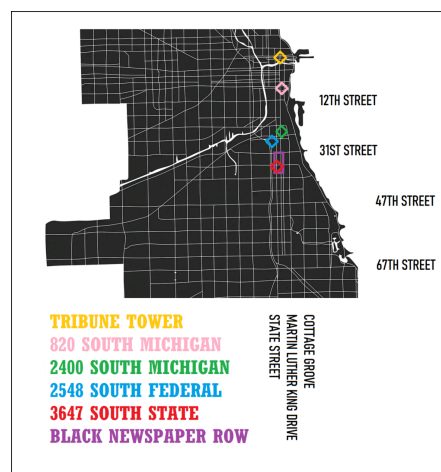 12TH STREET
31ST STREET
47TH STREET
67TH STREET
TRIBUNE TOWER
820 SOUTH MICHIGAN
2400 SOUTH MICHIGAN
2548 SOUTH FEDERAL
3647 SOUTH STATE
BLACK NEWSPAPER ROW
COTTAGE GROVE
MARTIN LUTHER KING DRIVE
STATE STREET